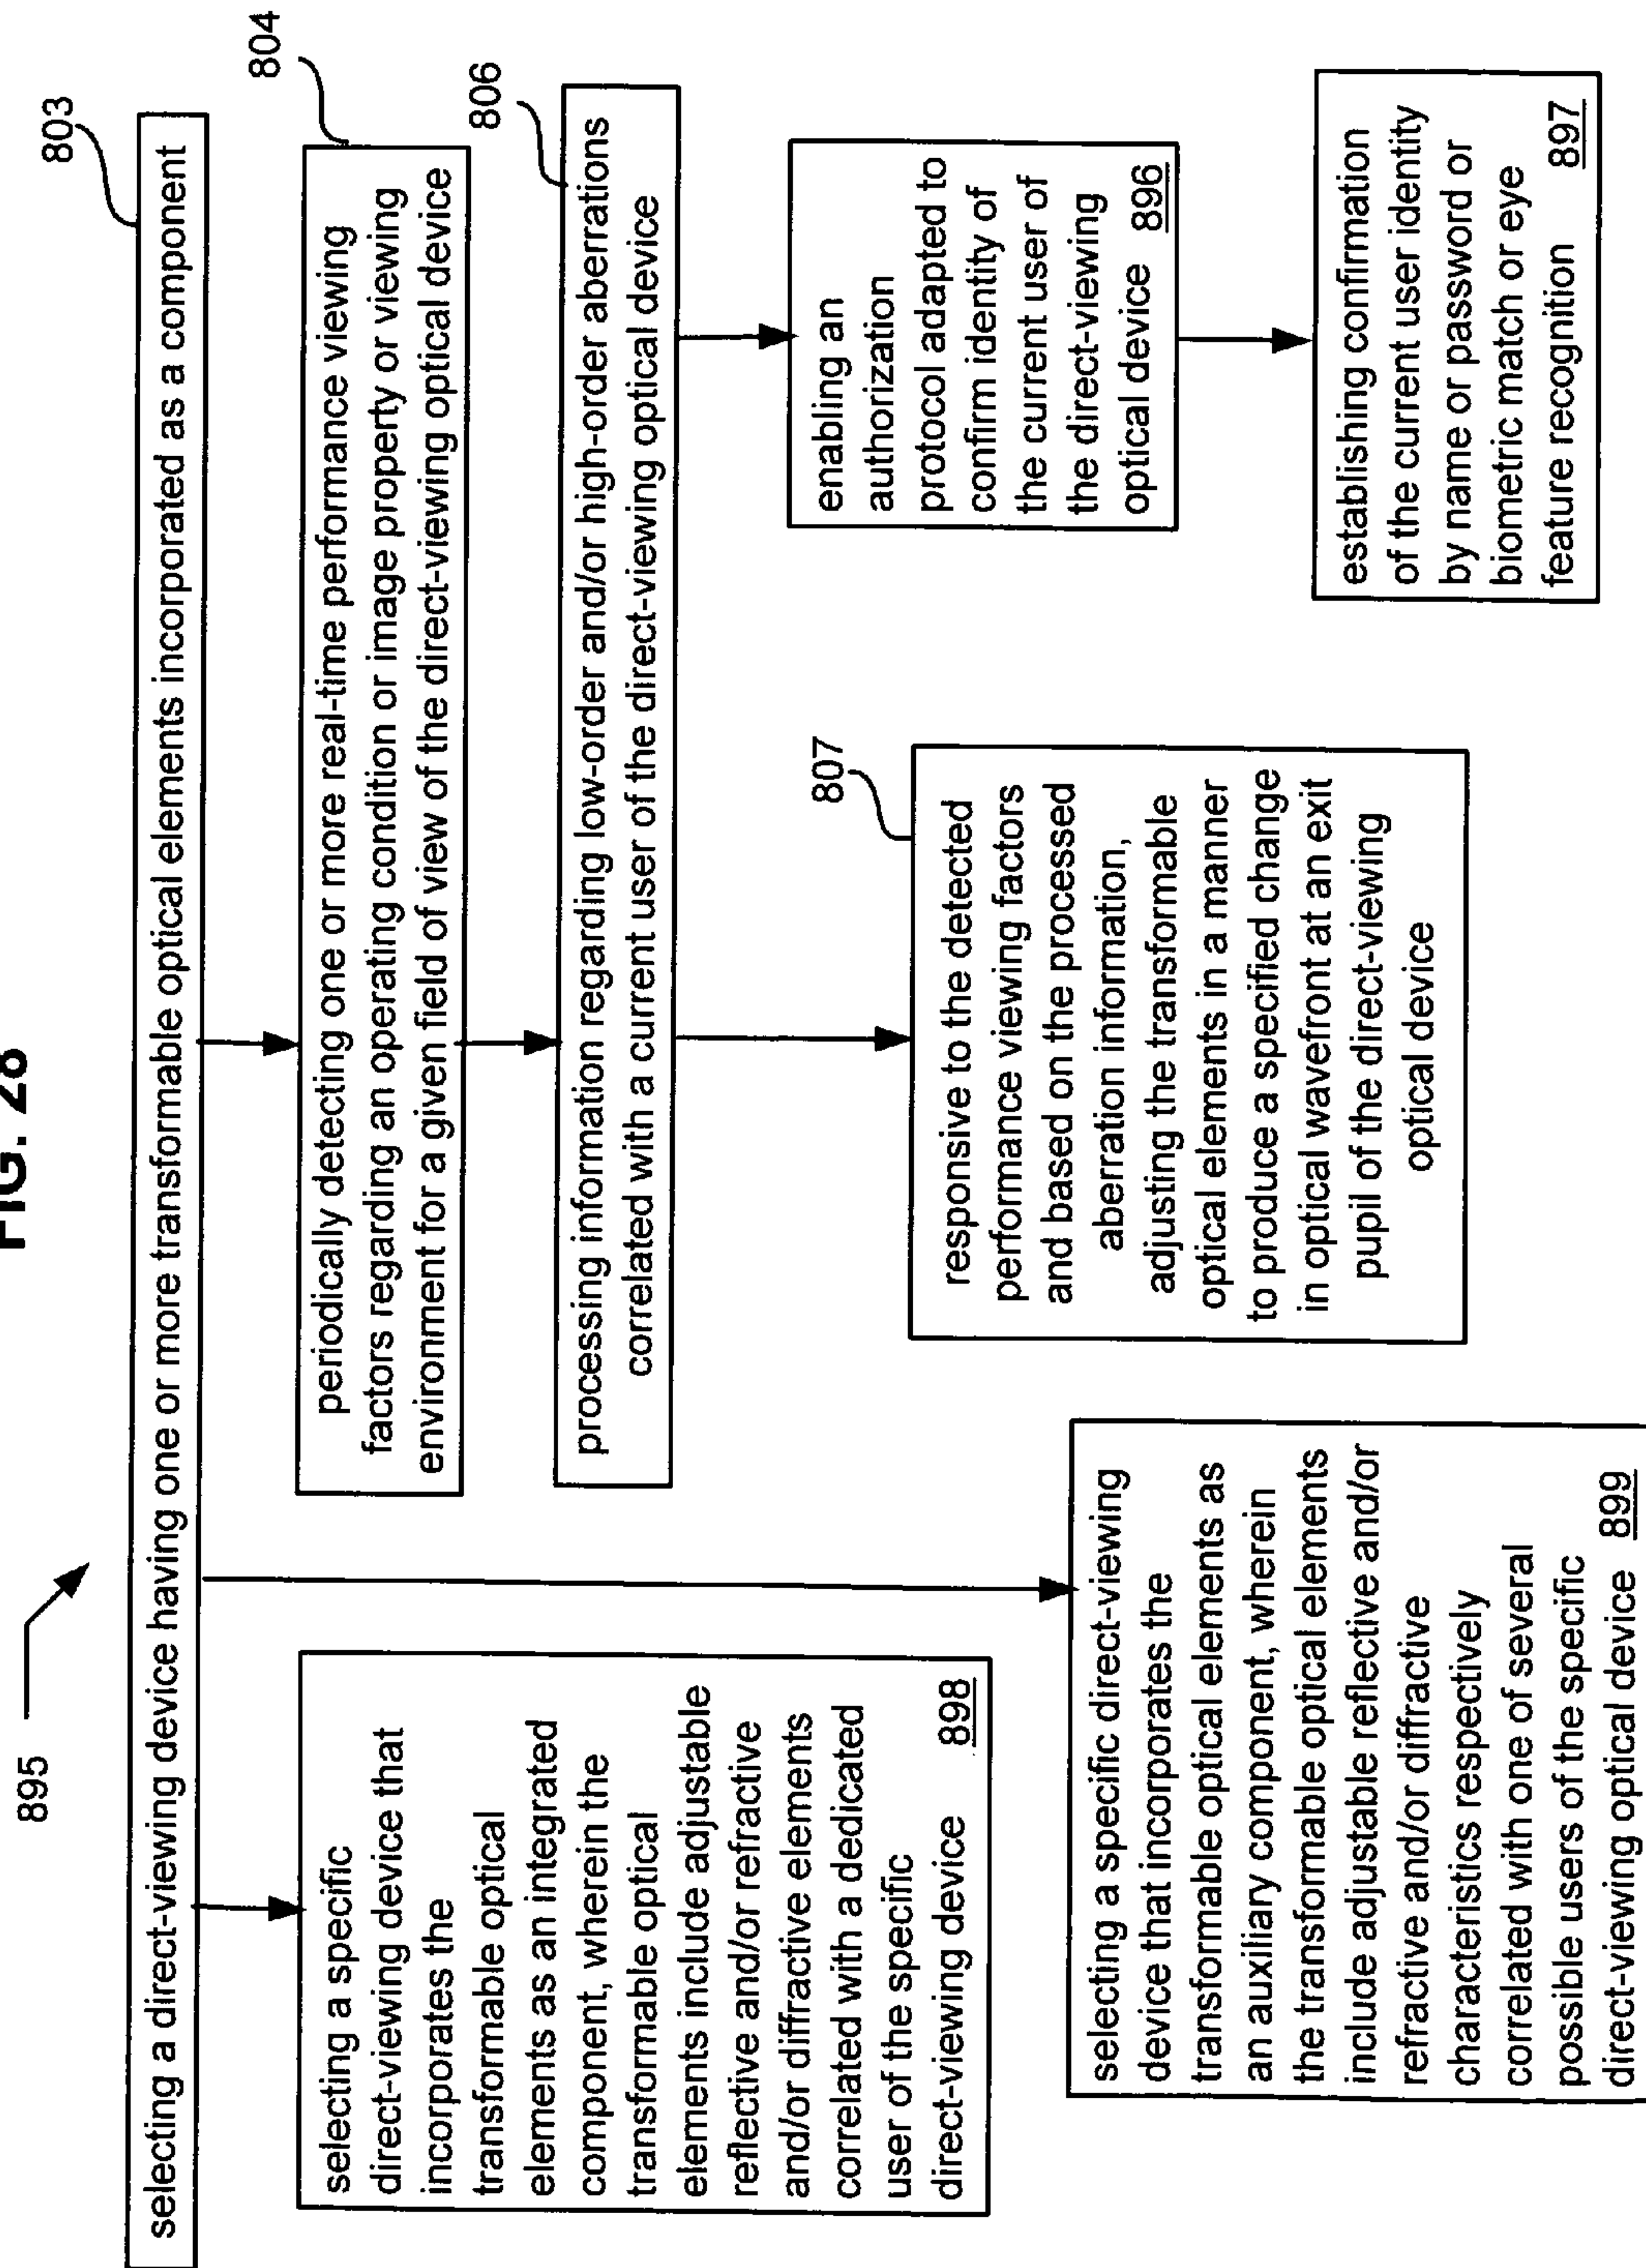 FIG. 28
895
803
selecting a direct-viewing device having one or more transformable optical elements incorporated as a component
804
periodically detecting one or more real-time performance viewing
factors regarding an operating condition or image property or viewing
environment for a given field of view of the direct-viewing optical device
806
processing information regarding low-order and/or high-order aberrations
correlated with a current user of the direct-viewing optical device
selecting a specific
direct-viewing device that
incorporates the
transformable optical
elements as an integrated
component, wherein the
transformable optical
elements include adjustable
reflective and/or refractive
and/or diffractive elements
correlated with a dedicated
user of the specific
direct-viewing device 898
807
responsive to the detected
performance viewing factors
and based on the processed
aberration information,
adjusting the transformable
optical elements in a manner
to produce a specified change
in optical wavefront at an exit
pupil of the direct-viewing
optical device
enabling an
authorization
protocol adapted to
confirm identity of
the current user of
the direct-viewing
optical device 896
selecting a specific direct-viewing
device that incorporates the
transformable optical elements as
an auxiliary component, wherein
the transformable optical elements
include adjustable reflective and/or
refractive and/or diffractive
characteristics respectively
correlated with one of several
possible users of the specific
direct-viewing optical device 899
establishing confirmation
of the current user identity
by name or password or
biometric match or eye
feature recognition 897